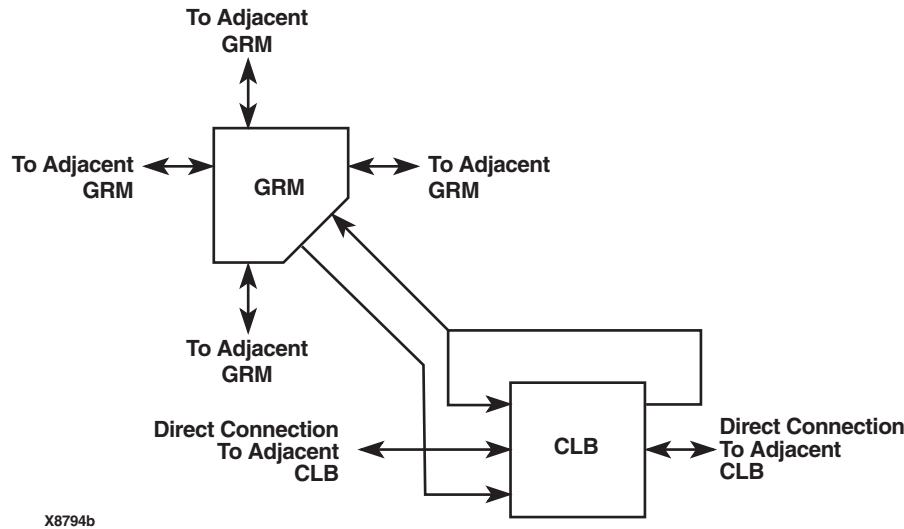 To Adjacent
GRM
To Adjacent
GRM
GRM
To Adjacent
GRM
To Adjacent
GRM
Direct Connection
To Adjacent
CLB
CLB
Direct Connection
To Adjacent
CLB
X8794b